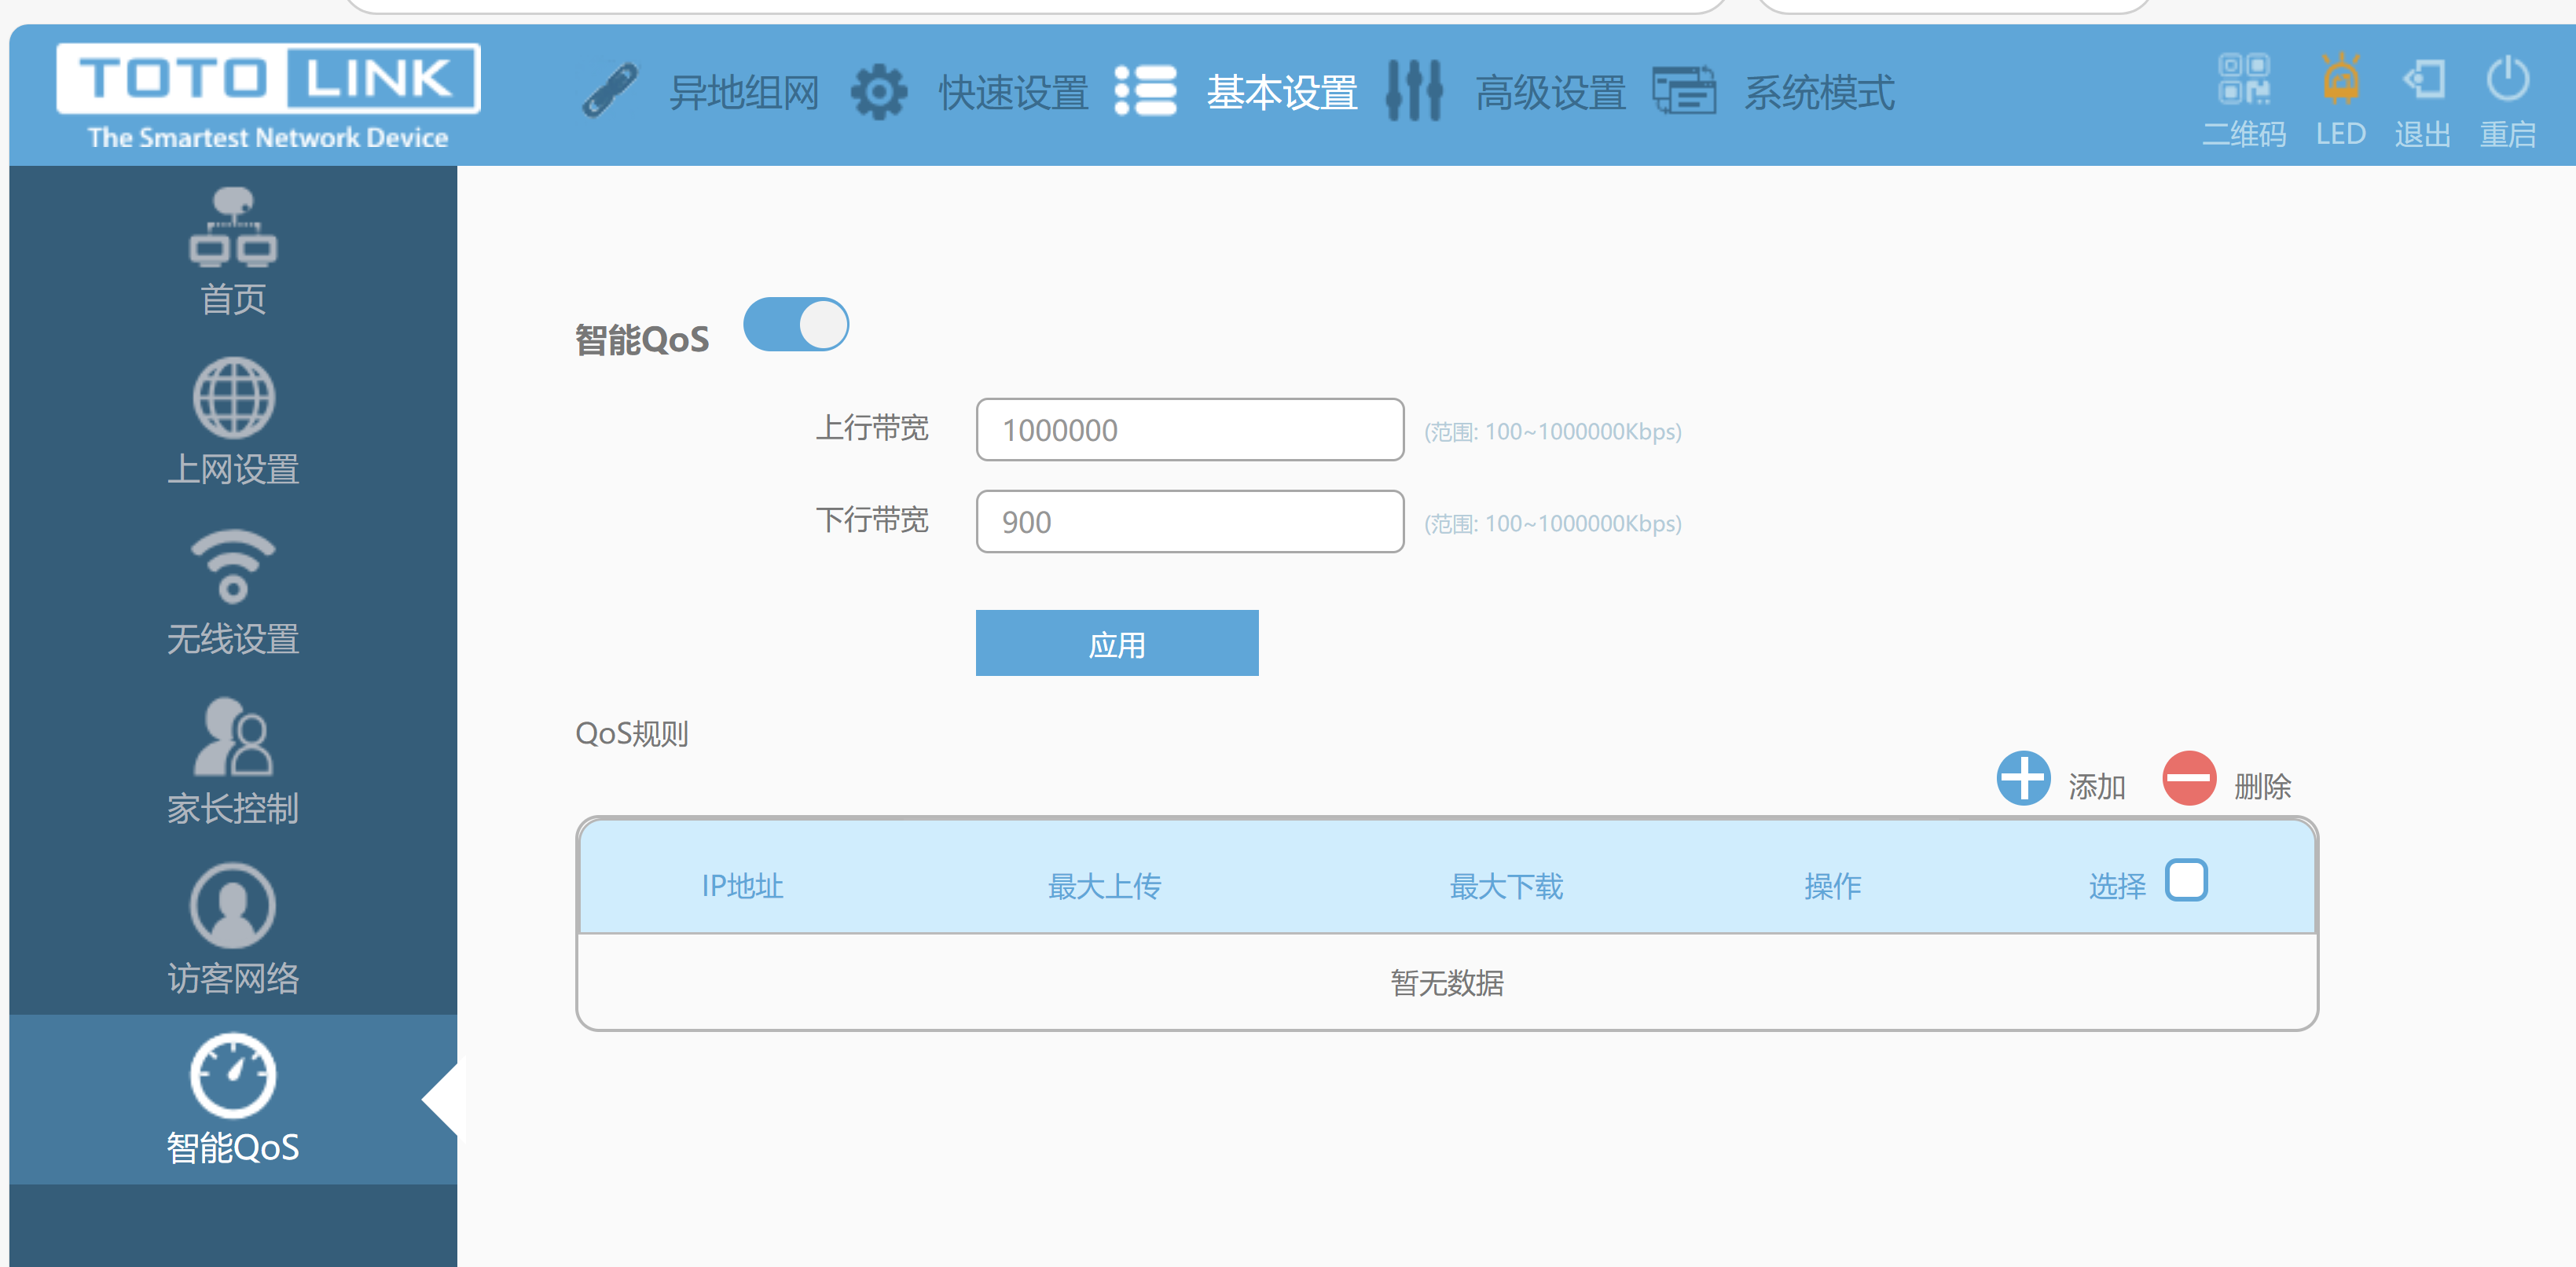 TOTO LINK
The Smartest Network Device
异地组网
快速设置
基本设置
高级设置
系统模式
二维码
LED
退出
重启
首页
上网设置
无线设置
家长控制
访客网络
智能QoS
智能QoS
上行带宽 1000000 (范围: 100~1000000Kbps)
下行带宽 900 (范围: 100~1000000Kbps)
应用
QoS规则
添加 删除
IP地址 最大上传 最大下载 操作 选择
暂无数据